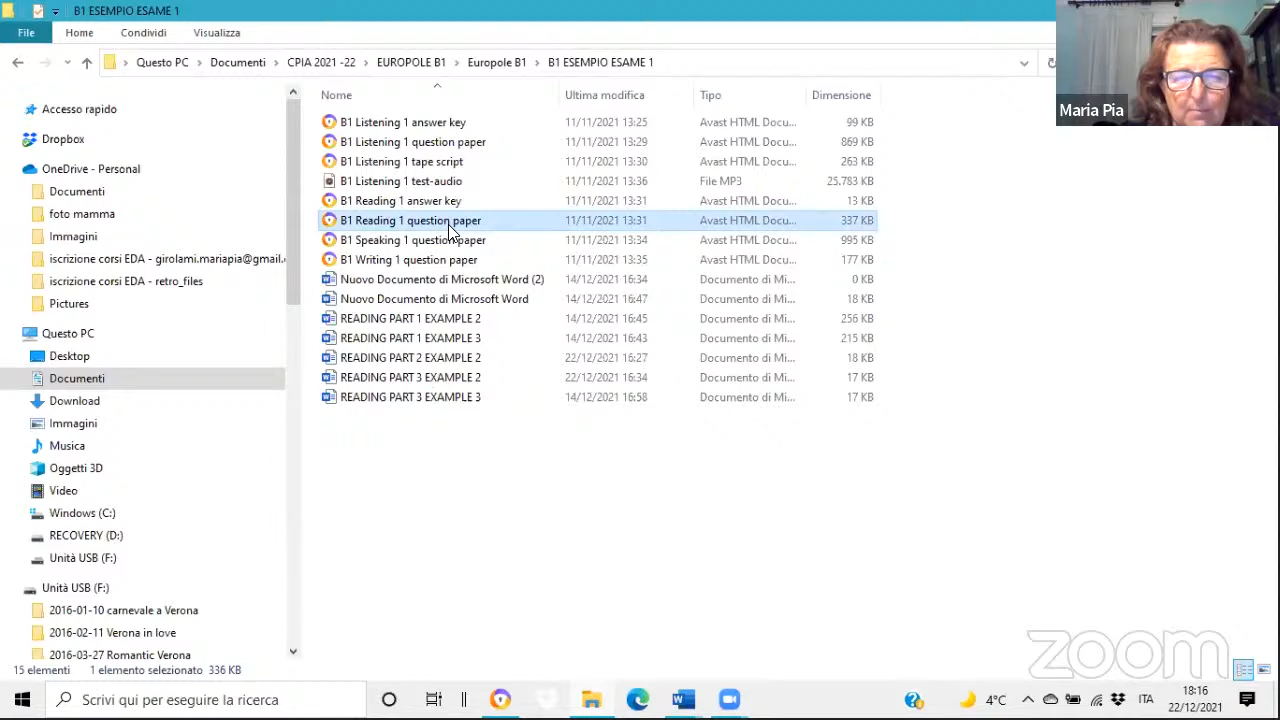 B1 ESEMPIO ESAME 1
File Home Condividi Visualizza
Questo PC Documenti CPIA 2021 -22 EUROPOLE B1 Europole B1 B1 ESEMPIO ESAME 1
Maria Pia
Nome Ultima modifica Tipo Dimensione
B1 Listening 1 answer key 11/11/2021 13:25 Avast HTML Docu... 99 KB
B1 Listening 1 question paper 11/11/2021 13:29 Avast HTML Docu... 869 KB
B1 Listening 1 tape script 11/11/2021 13:30 Avast HTML Docu... 263 KB
B1 Listening 1 test-audio 11/11/2021 13:36 File MP3 25.783 KB
B1 Reading 1 answer key 11/11/2021 13:31 Avast HTML Docu... 13 KB
B1 Reading 1 question paper 11/11/2021 13:31 Avast HTML Docu... 337 KB
B1 Speaking 1 question paper 11/11/2021 13:34 Avast HTML Docu... 995 KB
B1 Writing 1 question paper 11/11/2021 13:35 Avast HTML Docu... 177 KB
Nuovo Documento di Microsoft Word (2) 14/12/2021 16:34 Documento di Mi... 0 KB
Nuovo Documento di Microsoft Word 14/12/2021 16:47 Documento di Mi... 18 KB
READING PART 1 EXAMPLE 2 14/12/2021 16:45 Documento di Mi... 256 KB
READING PART 1 EXAMPLE 3 14/12/2021 16:43 Documento di Mi... 215 KB
READING PART 2 EXAMPLE 2 22/12/2021 16:27 Documento di Mi... 18 KB
READING PART 3 EXAMPLE 2 22/12/2021 16:34 Documento di Mi... 17 KB
READING PART 3 EXAMPLE 3 14/12/2021 16:58 Documento di Mi... 17 KB
Accesso rapido
Dropbox
OneDrive - Personal
Documenti
foto mamma
Immagini
iscrizione corsi EDA - girolami.mariapia@gmail.
iscrizione corsi EDA - retro_files
Pictures
Questo PC
Desktop
Documenti
Download
Immagini
Musica
Oggetti 3D
Video
Windows (C:)
RECOVERY (D:)
Unità USB (F:)
Unità USB (F:)
2016-01-10 carnevale a Verona
2016-02-11 Verona in love
2016-03-27 Romantic Verona
15 elementi 1 elemento selezionato 336 KB
zoom
Scrivi qui per eseguire la ricerca
4°C ITA 18:16
22/12/2021